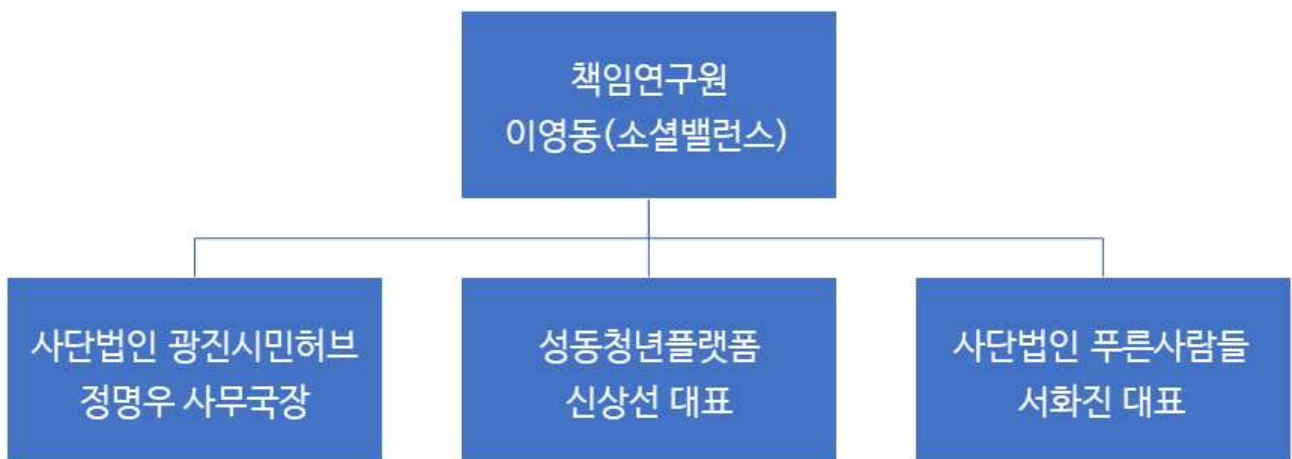 책임연구원
이영동(소셜밸런스)
사단법인 광진시민허브
정명우 사무국장
성동청년플랫폼
신상선 대표
사단법인 푸른사람들
서화진 대표